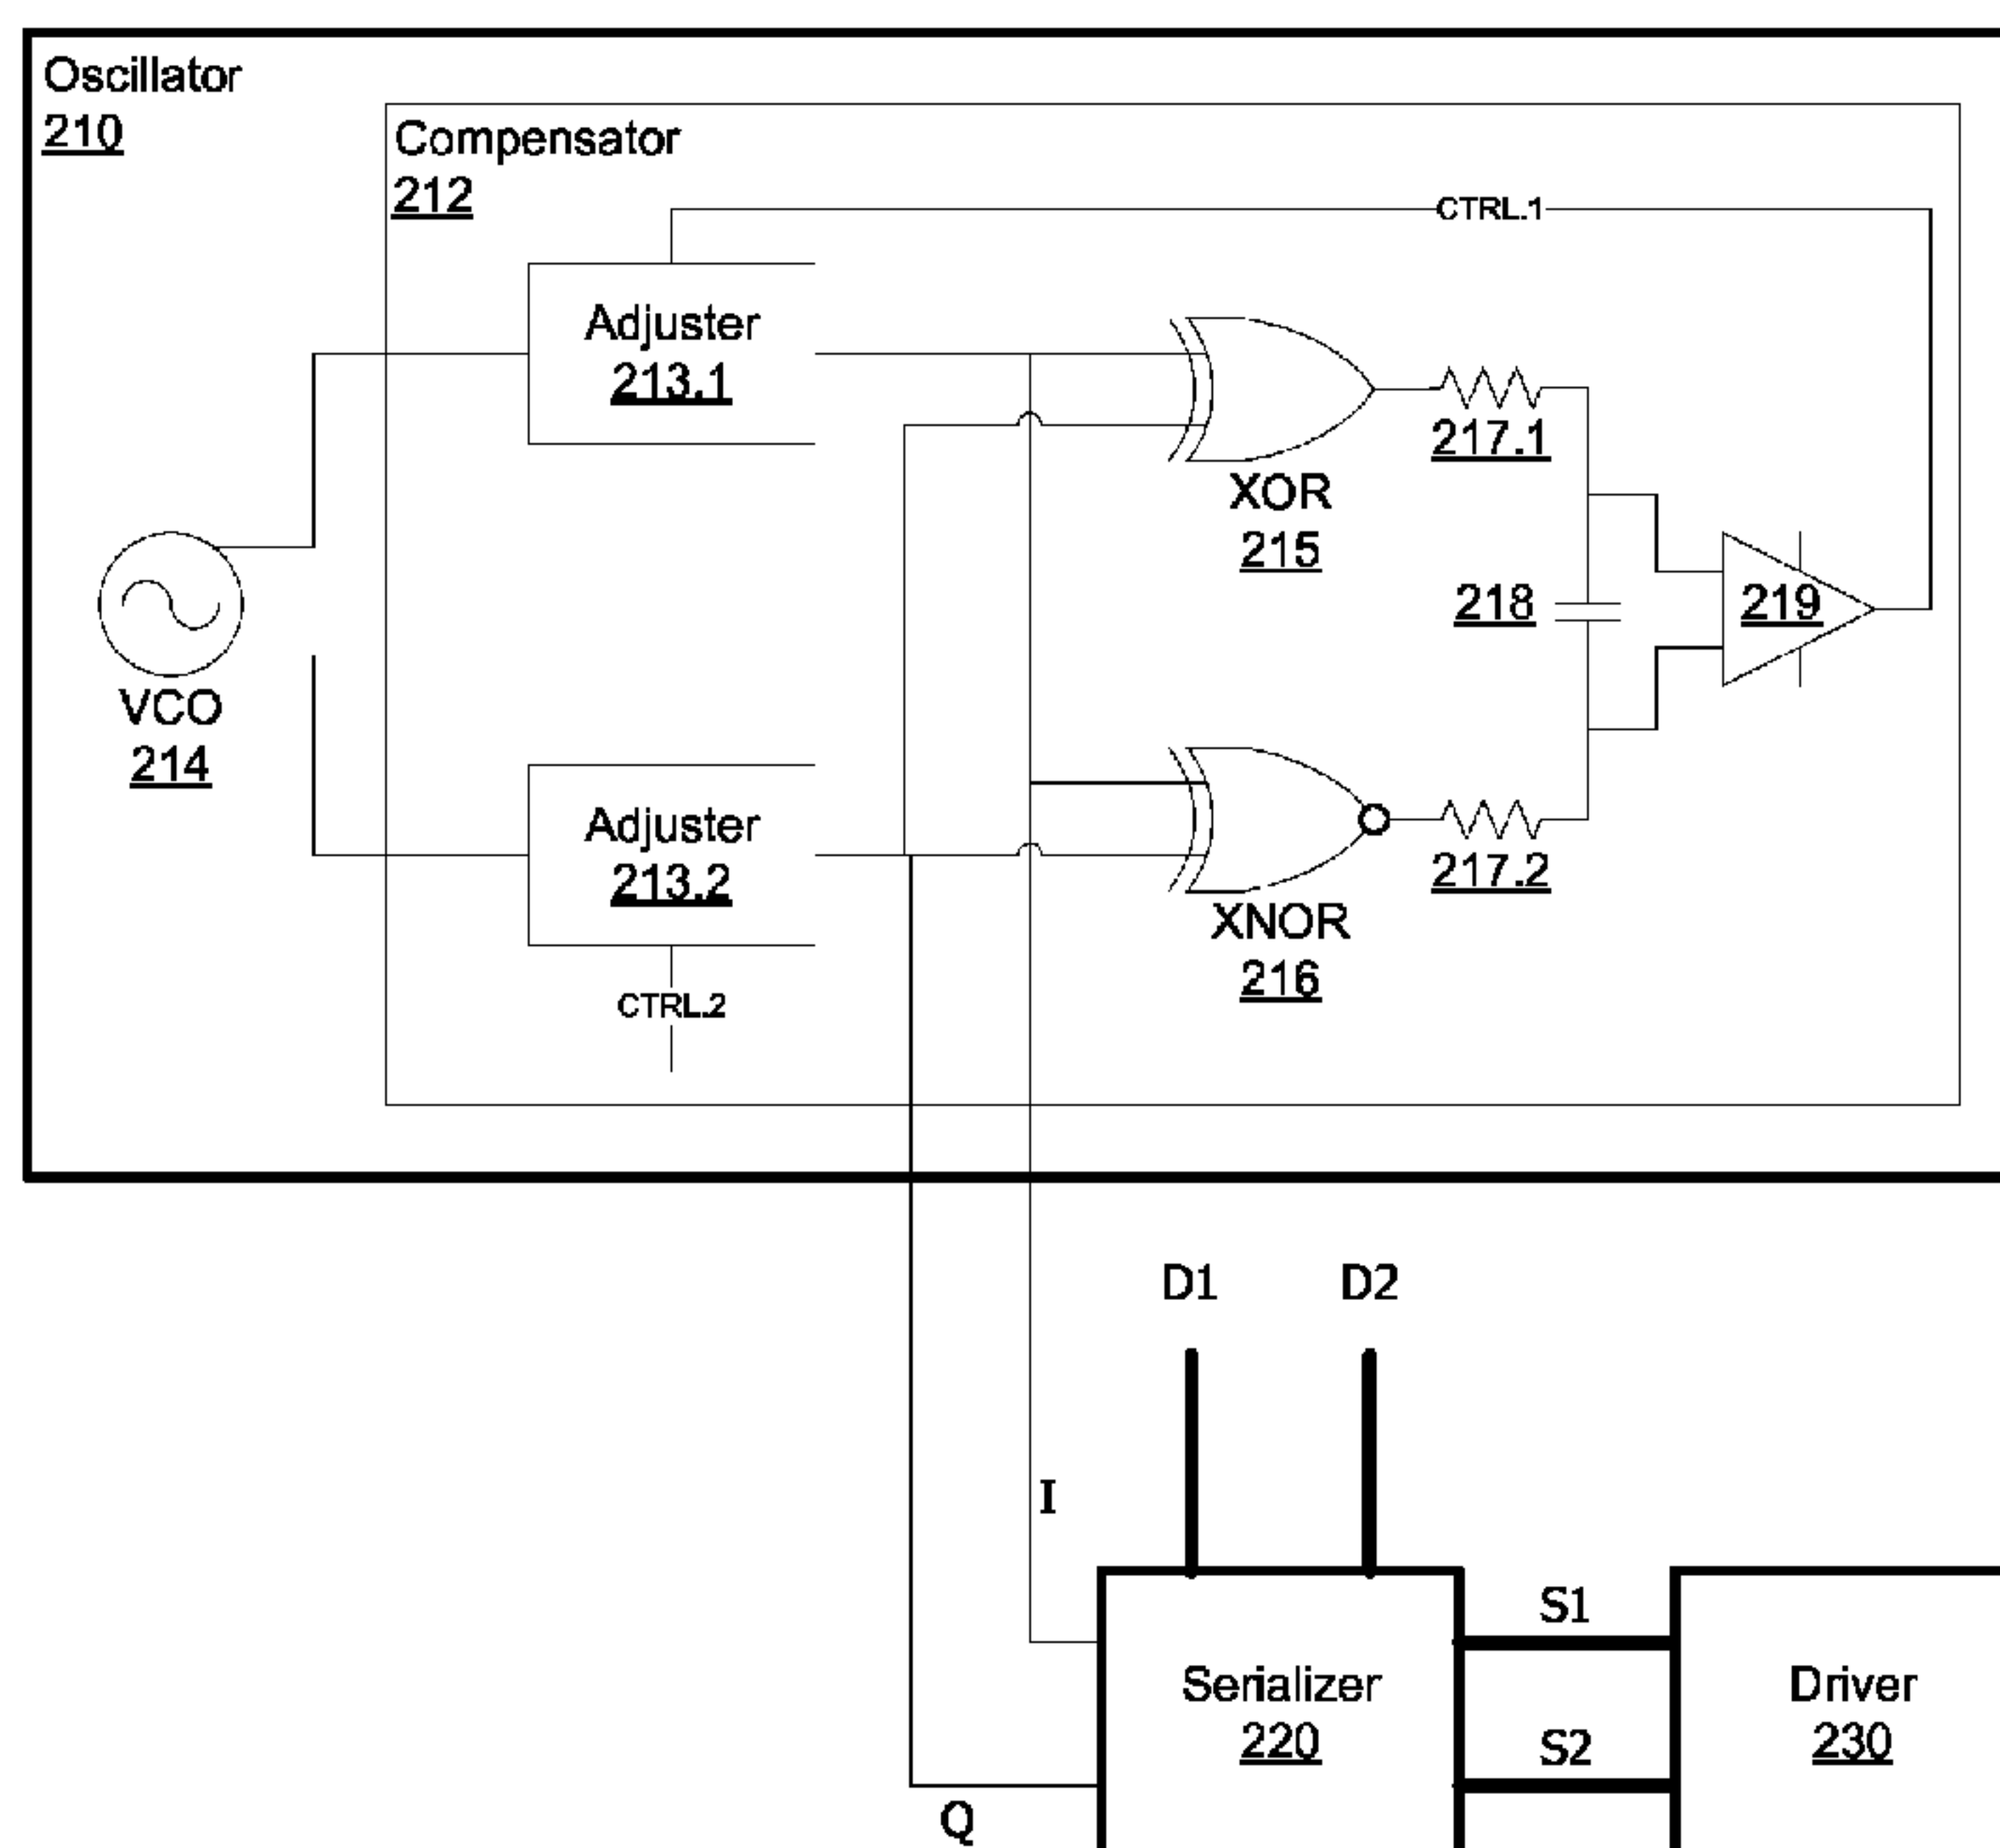 Oscillator
210
Compensator
212
CTRL.1
Adjuster
213.1
217.1
XOR
215
218
219
VCO
214
Adjuster
213.2
217.2
XNOR
216
CTRL.2
D1 D2
I
S1
Serializer
220
Driver
230
S2
Q